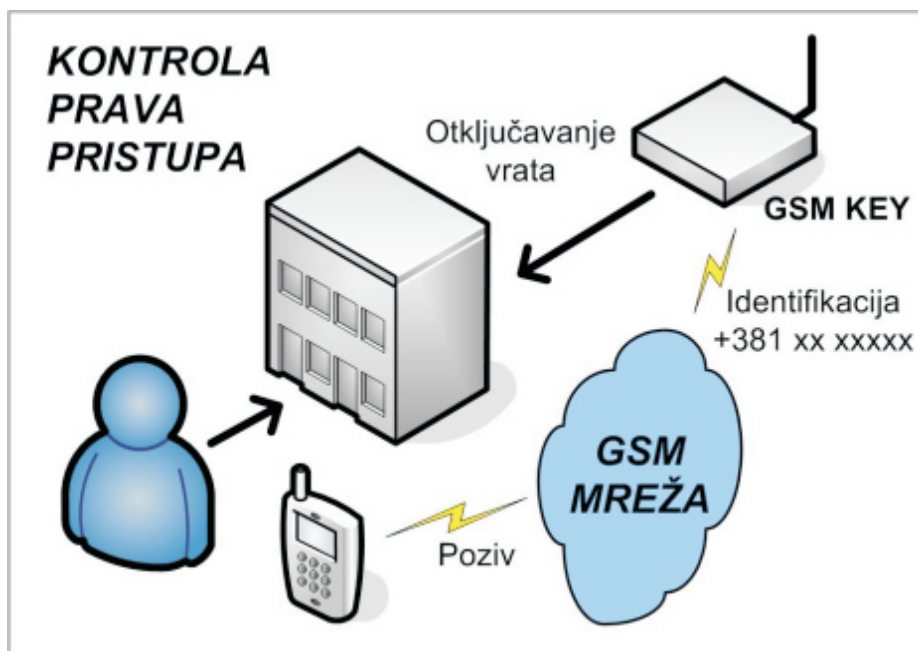 KONTROLA
PRAVA
PRISTUPA
Otključavanje
vrata
GSM KEY
Identifikacija
+381 xx xxxxx
GSM
MREŽA
Poziv